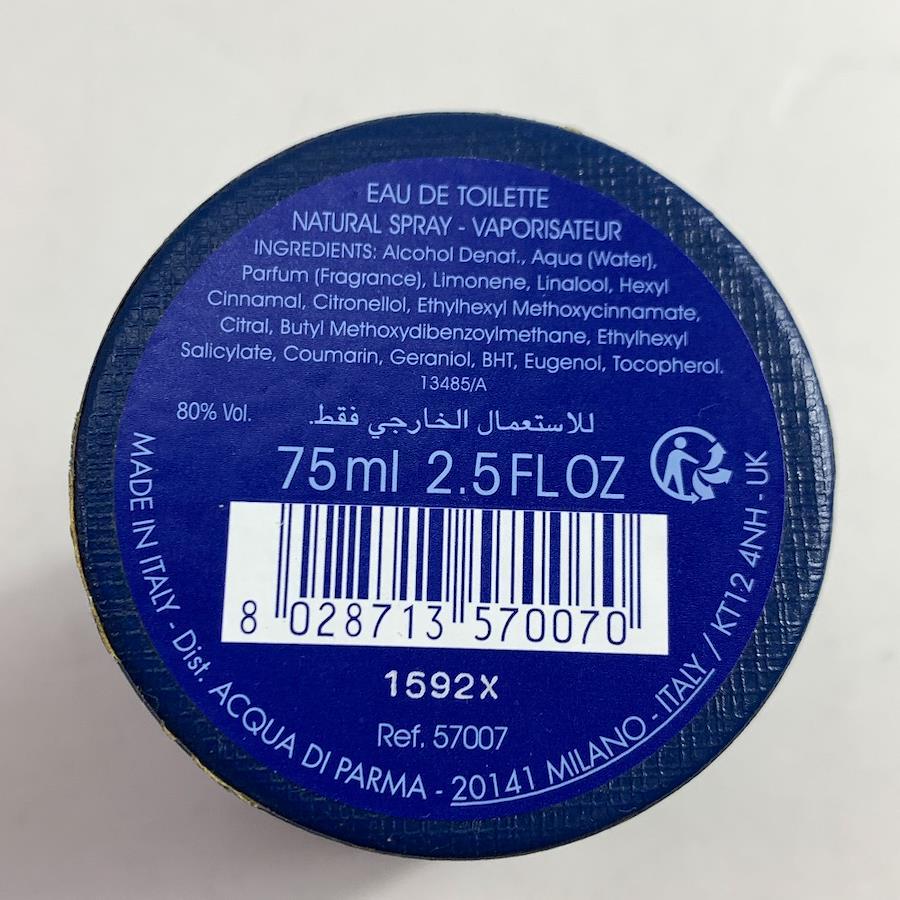 EAU DE TOILETTE
NATURAL SPRAY - VAPORISATEUR
INGREDIENTS: Alcohol Denat., Aqua (Water),
Parfum (Fragrance), Limonene, Linalool, Hexyl
Cinnamal, Citronellol, Ethylhexyl Methoxycinnamate,
Citral, Butyl Methoxydibenzoylmethane, Ethylhexyl
Salicylate, Coumarin, Geraniol, BHT, Eugenol, Tocopherol.
13485/A
80% Vol.
للاستعمال الخارجي فقط.
75ml 2.5FL OZ
8 028713 570070
1592X
Ref. 57007
MADE IN ITALY - Dist. ACQUA DI PARMA - 20141 MILANO - ITALY / KT12 4NH - UK